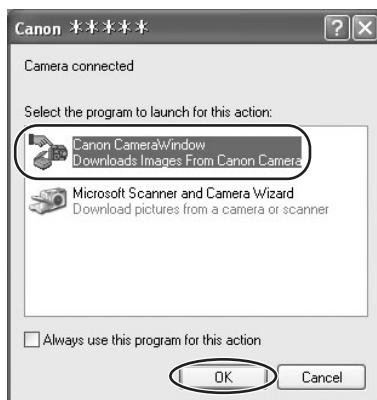 Canon *****
Camera connected
Select the program to launch for this action:
Canon CameraWindow
Downloads Images From Canon Camera
Microsoft Scanner and Camera Wizard
Download pictures from a camera or scanner
Always use this program for this action
OK Cancel